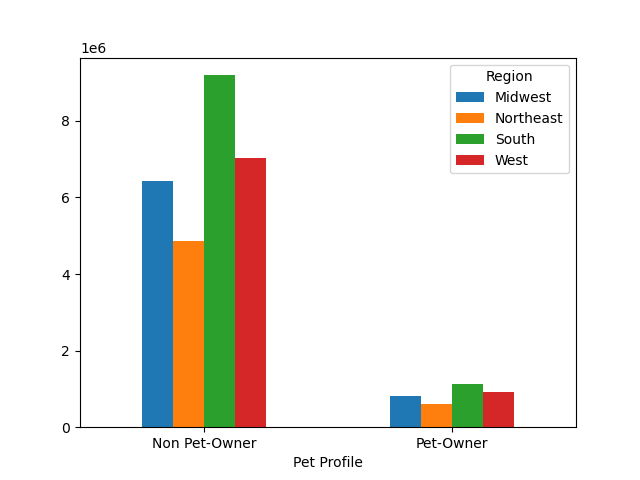 1e6
8
6
4
2
0
Region
Midwest
Northeast
South
West
Non Pet-Owner
Pet-Owner
Pet Profile